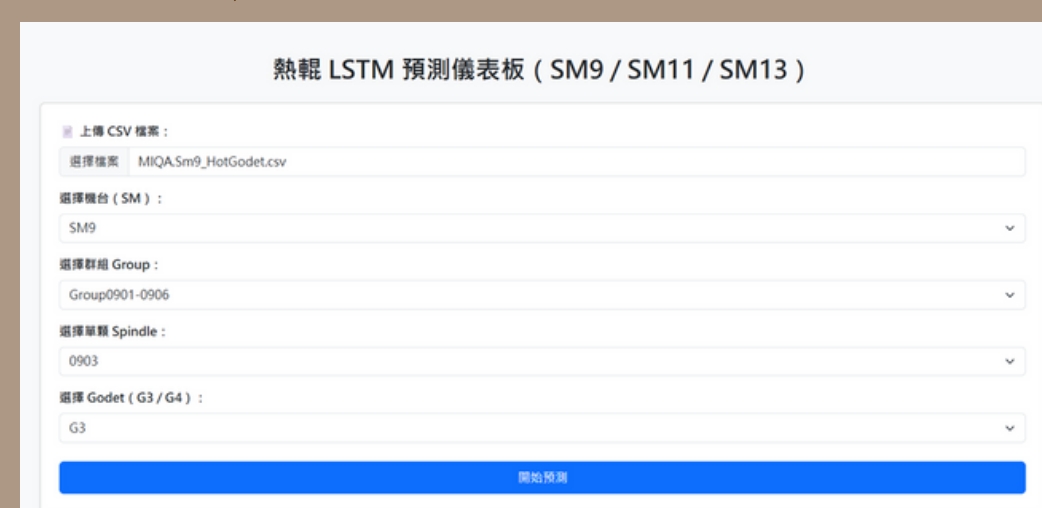 熱輥 LSTM 預測儀表板 ( SM9 / SM11 / SM13 )
上傳 CSV 檔案：
選擇檔案 MIQA.Sm9_HotGodet.csv
選擇機台 ( SM ) ：
SM9
選擇群組 Group：
Group0901-0906
選擇單顆 Spindle：
0903
選擇 Godet ( G3 / G4 ) ：
G3
開始預測